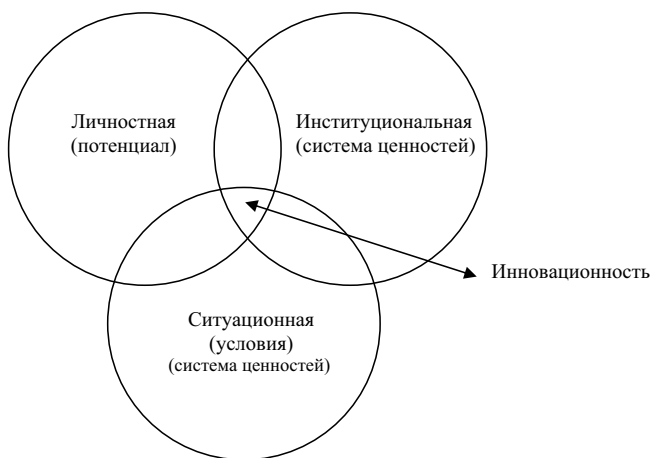 Личностная
(потенциал)
Институциональная
(система ценностей)
Инновационность
Ситуационная
(условия)
(система ценностей)